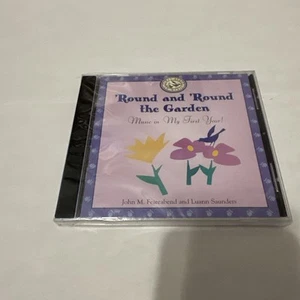 'Round and 'Round
the Garden
Music in My First Year!
John M. Feierabend and Luann Saunders